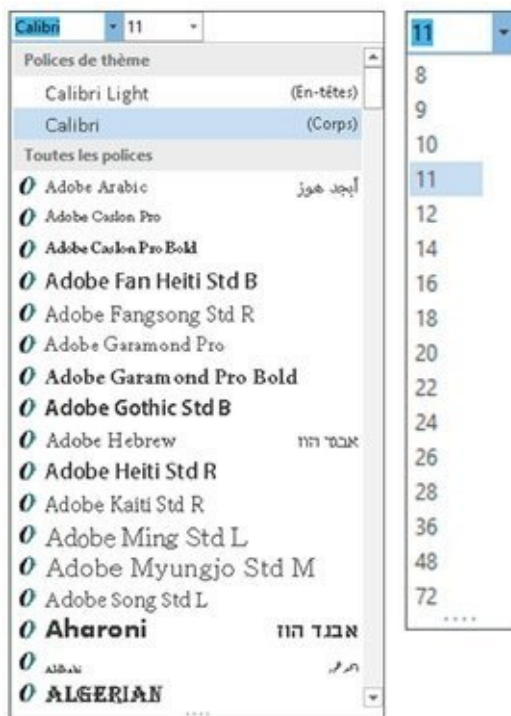 Calibri 11
Polices de thème
Calibri Light (En-têtes)
Calibri (Corps)
Toutes les polices
Adobe Arabic أبجد هوز
Adobe Caslon Pro
Adobe Caslon Pro Bold
Adobe Fan Heiti Std B
Adobe Fangsong Std R
Adobe Garamond Pro
Adobe Garamond Pro Bold
Adobe Gothic Std B
Adobe Hebrew אבגד הוז
Adobe Heiti Std R
Adobe Kaiti Std R
Adobe Ming Std L
Adobe Myungjo Std M
Adobe Song Std L
Aharoni אבגד הוז
ALGERIAN
11
8
9
10
11
12
14
16
18
20
22
24
26
28
36
48
72